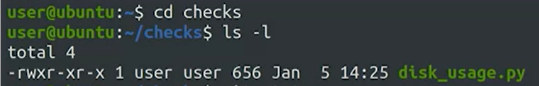 user@ubuntu:~$ cd checks
user@ubuntu:~/checks$ ls -l
total 4
-rwxr-xr-x 1 user user 656 Jan  5 14:25 disk_usage.py